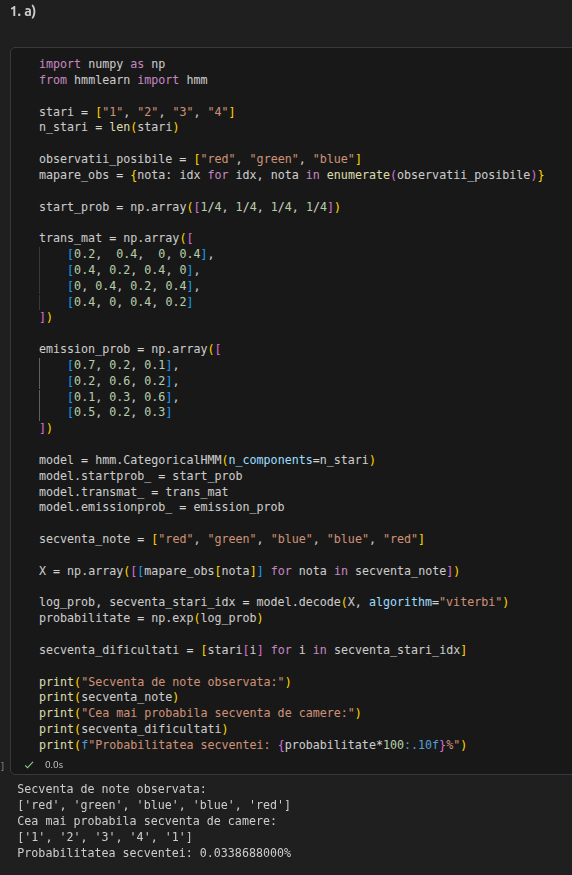 1. a)
import numpy as np
from hmmlearn import hmm
stari = ["1", "2", "3", "4"]
n_stari = len(stari)
observatii_posibile = ["red", "green", "blue"]
mapare_obs = {nota: idx for idx, nota in enumerate(observatii_posibile)}
start_prob = np.array([1/4, 1/4, 1/4, 1/4])
trans_mat = np.array([
    [0.2,  0.4,  0, 0.4],
    [0.4, 0.2, 0.4, 0],
    [0, 0.4, 0.2, 0.4],
    [0.4, 0, 0.4, 0.2]
])
emission_prob = np.array([
    [0.7, 0.2, 0.1],
    [0.2, 0.6, 0.2],
    [0.1, 0.3, 0.6],
    [0.5, 0.2, 0.3]
])
model = hmm.CategoricalHMM(n_components=n_stari)
model.startprob_ = start_prob
model.transmat_ = trans_mat
model.emissionprob_ = emission_prob
secventa_note = ["red", "green", "blue", "blue", "red"]
X = np.array([[mapare_obs[nota]] for nota in secventa_note])
log_prob, secventa_stari_idx = model.decode(X, algorithm="viterbi")
probabilitate = np.exp(log_prob)
secventa_dificultati = [stari[i] for i in secventa_stari_idx]
print("Secventa de note observata:")
print(secventa_note)
print("Cea mai probabila secventa de camere:")
print(secventa_dificultati)
print(f"Probabilitatea secventei: {probabilitate*100:.10f}%")
] ✓ 0.0s
Secventa de note observata:
['red', 'green', 'blue', 'blue', 'red']
Cea mai probabila secventa de camere:
['1', '2', '3', '4', '1']
Probabilitatea secventei: 0.0338688000%